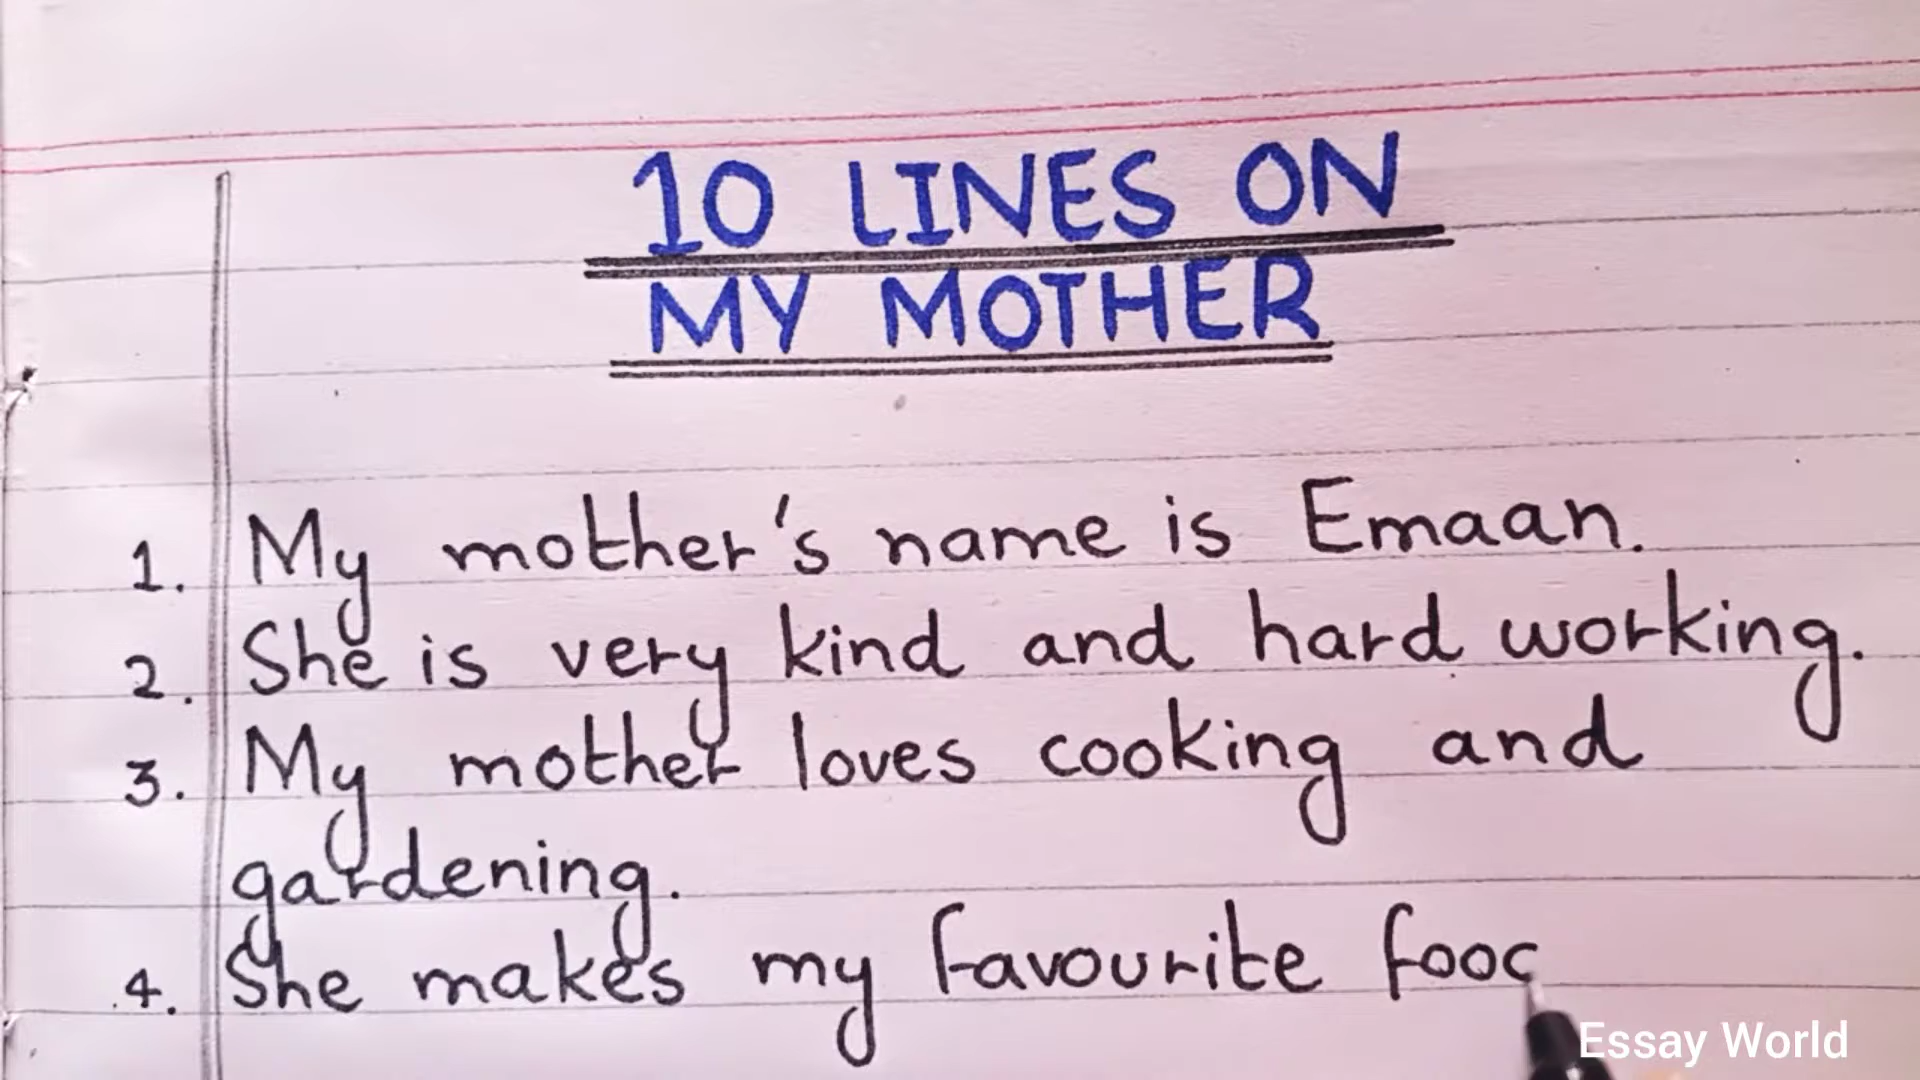 10 LINES ON
MY MOTHER
1. My mother's name is Emaan.
2. She is very kind and hard working.
3. My mother loves cooking and
gardening.
4. She makes my favourite
Essay World